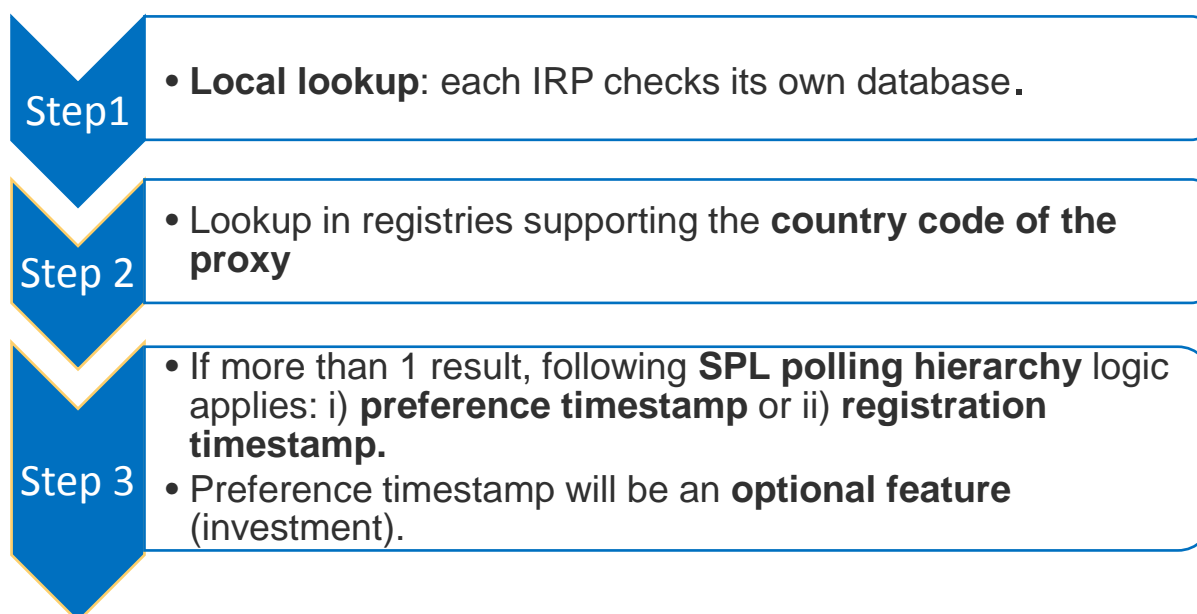 Step1
• Local lookup: each IRP checks its own database.
Step 2
• Lookup in registries supporting the country code of the
proxy
Step 3
• If more than 1 result, following SPL polling hierarchy logic
applies: i) preference timestamp or ii) registration
timestamp.
• Preference timestamp will be an optional feature
(investment).